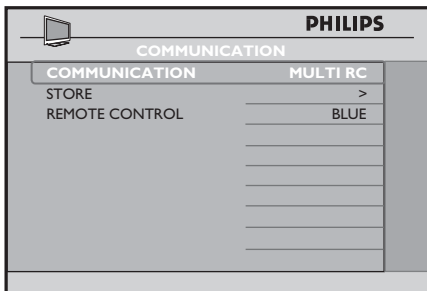 PHILIPS
COMMUNICATION
COMMUNICATION MULTI RC
STORE >
REMOTE CONTROL BLUE